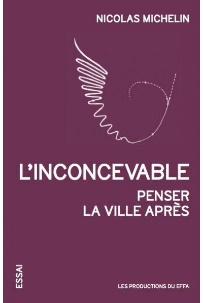 NICOLAS MICHELIN
L'INCONCEVABLE
PENSER
LA VILLE APRÈS
ESSAI
LES PRODUCTIONS DU EFFA